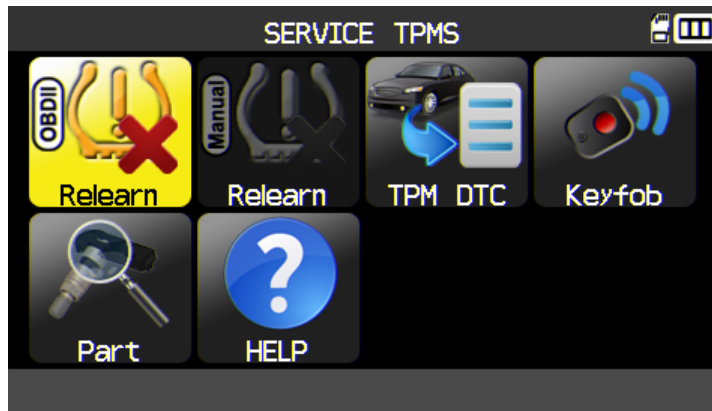 SERVICE TPMS
OBDII
Relearn
Manual
Relearn
TPM DTC
Keyfob
Part
?
HELP